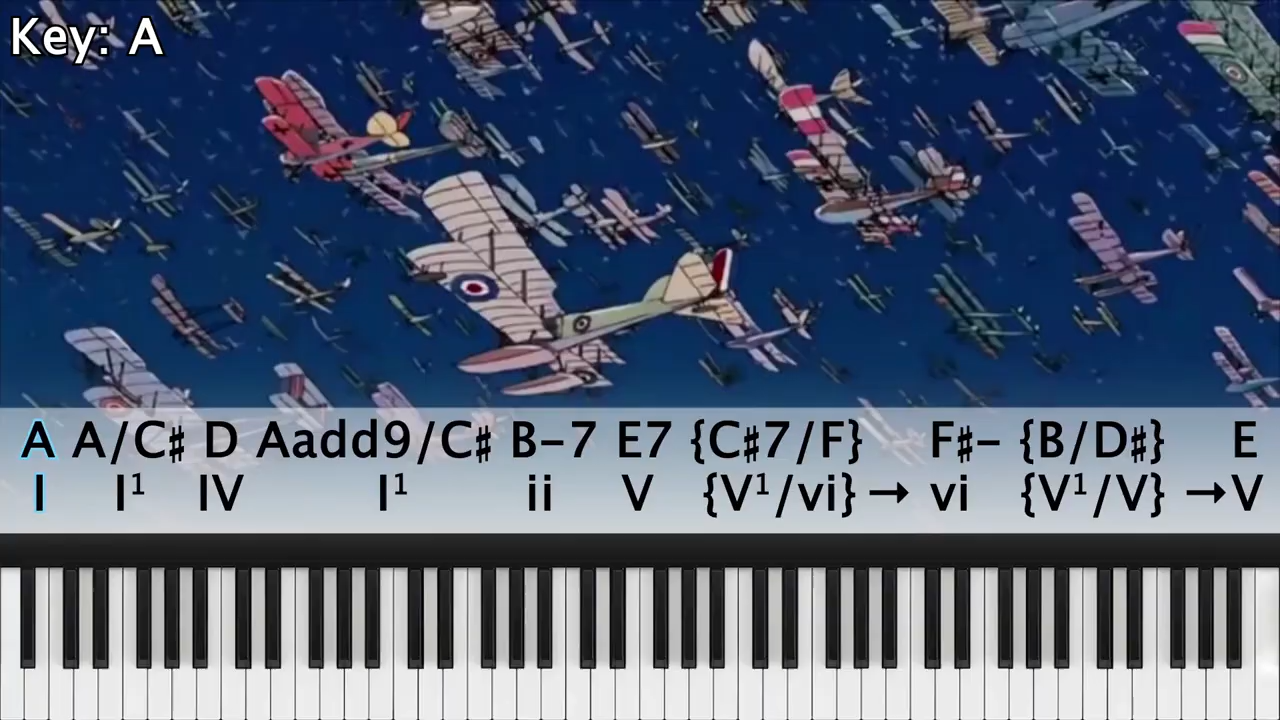 Key: A
A A/C♯ D Aadd9/C♯ B-7 E7 {C♯7/F} F♯- {B/D♯} E
I I¹ IV I¹ ii V {V¹/vi} → vi {V¹/V} → V